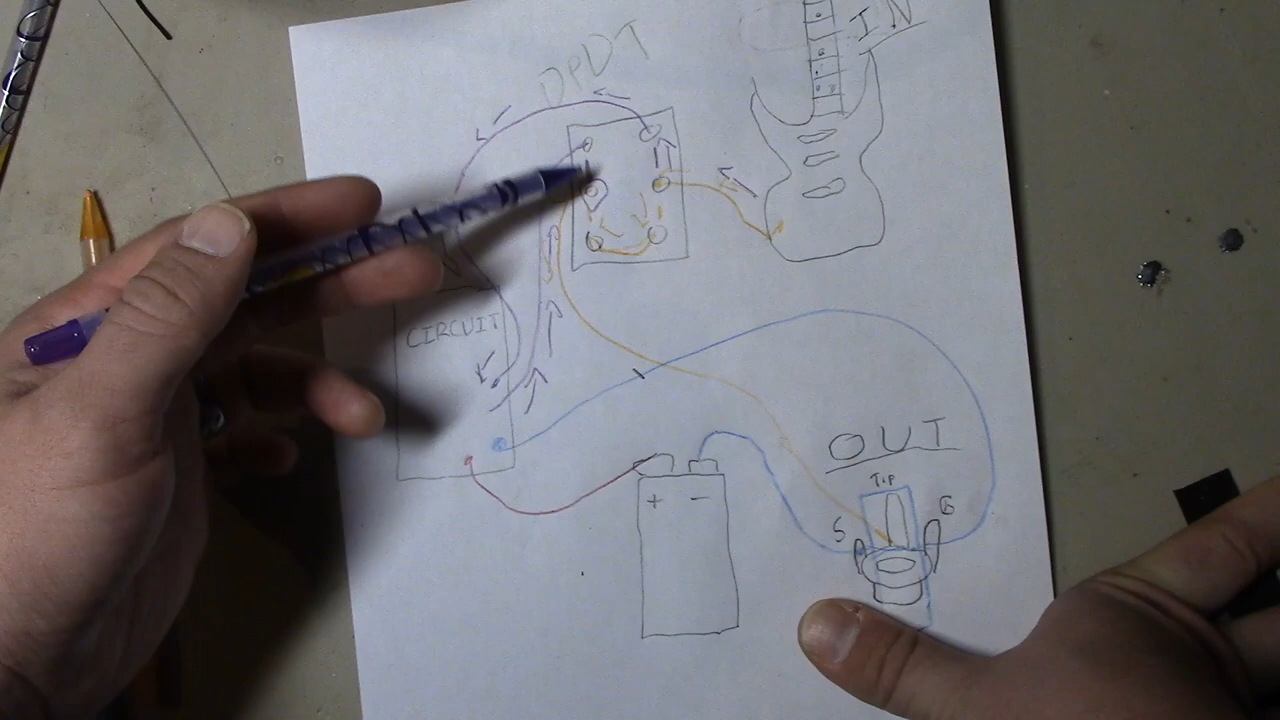 DPDT
IN
CIRCUIT
OUT
TIP
S
G
+ −